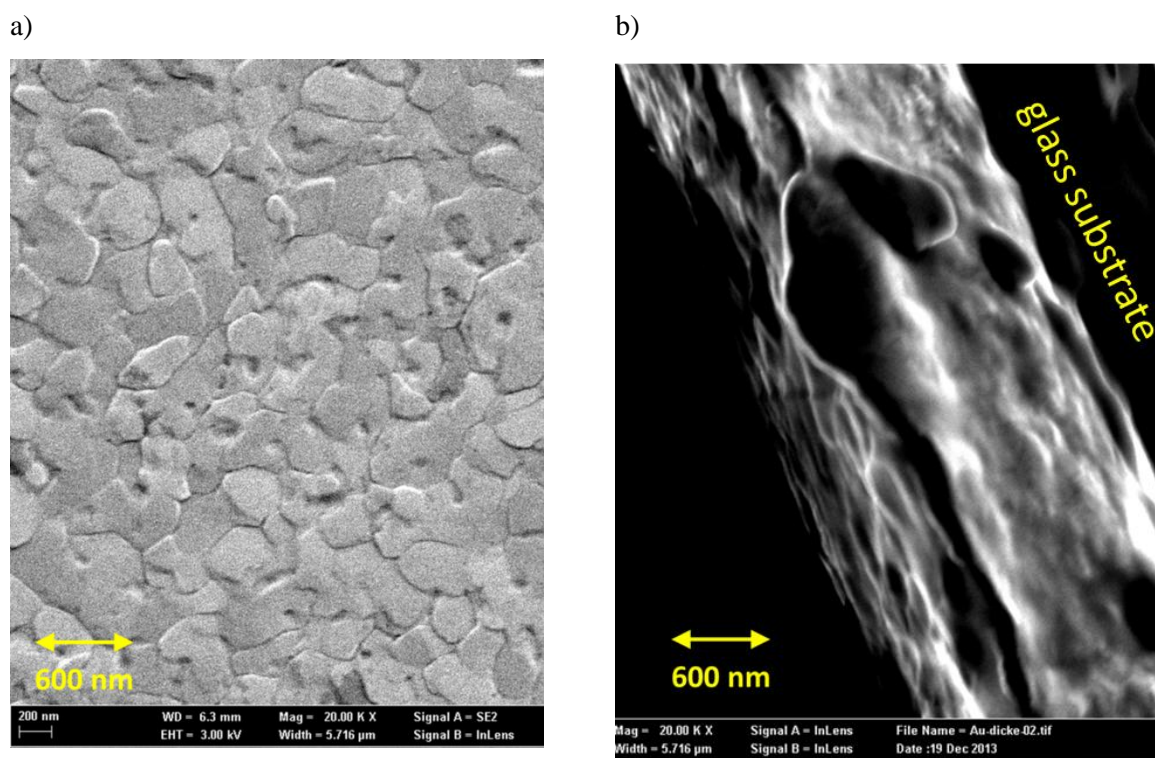 a)
b)
glass substrate
600 nm
600 nm
200 nm
WD = 6.3 mm
Mag = 20.00 K X
Signal A = SE2
EHT = 3.00 kV
Width = 5.716 µm
Signal B = InLens
Mag = 20.00 K X
Signal A = InLens
File Name = Au-dicke-02.tif
Width = 5.716 µm
Signal B = InLens
Date :19 Dec 2013